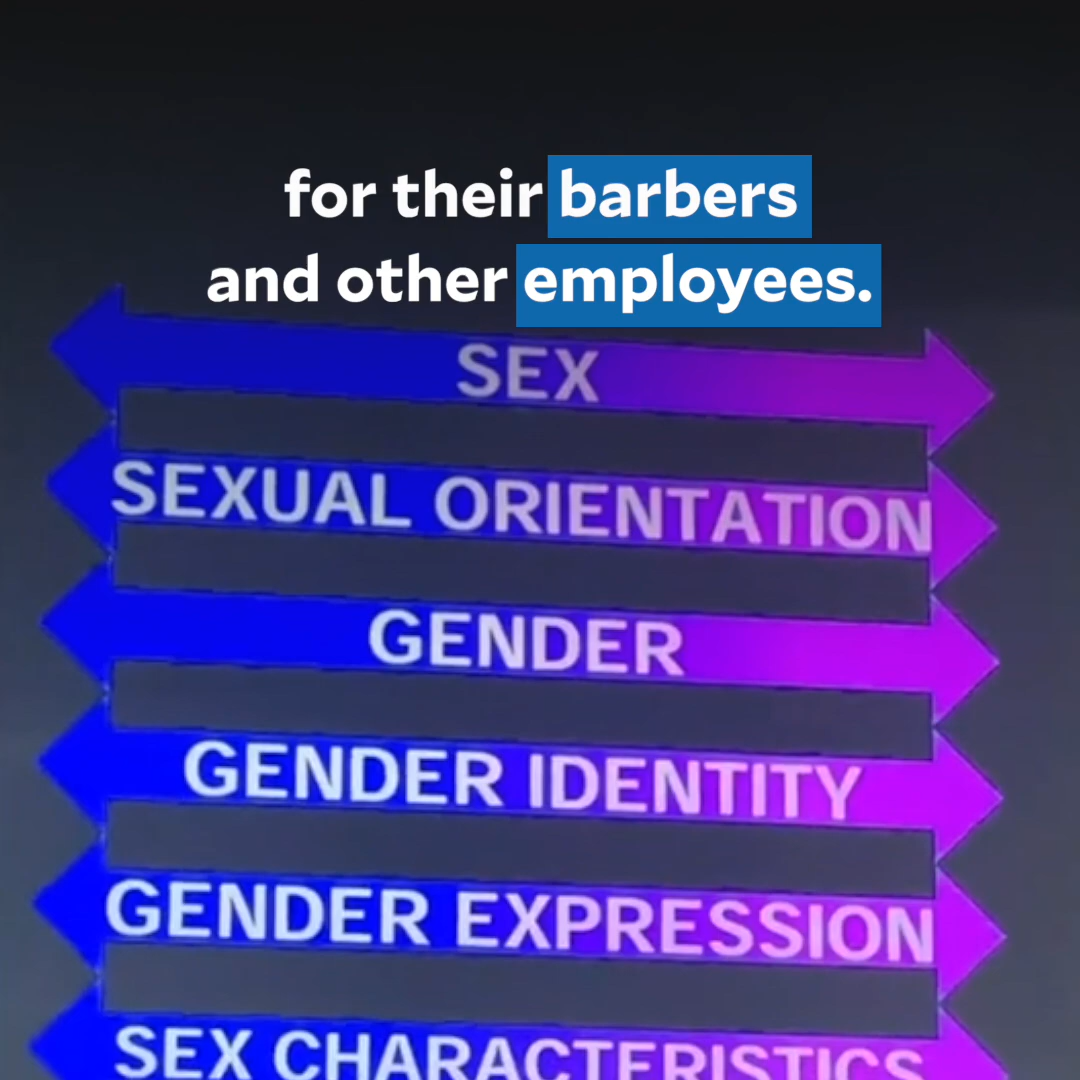 for their barbers
and other employees.
SEX
SEXUAL ORIENTATION
GENDER
GENDER IDENTITY
GENDER EXPRESSION
SEX CHARACTERISTICS